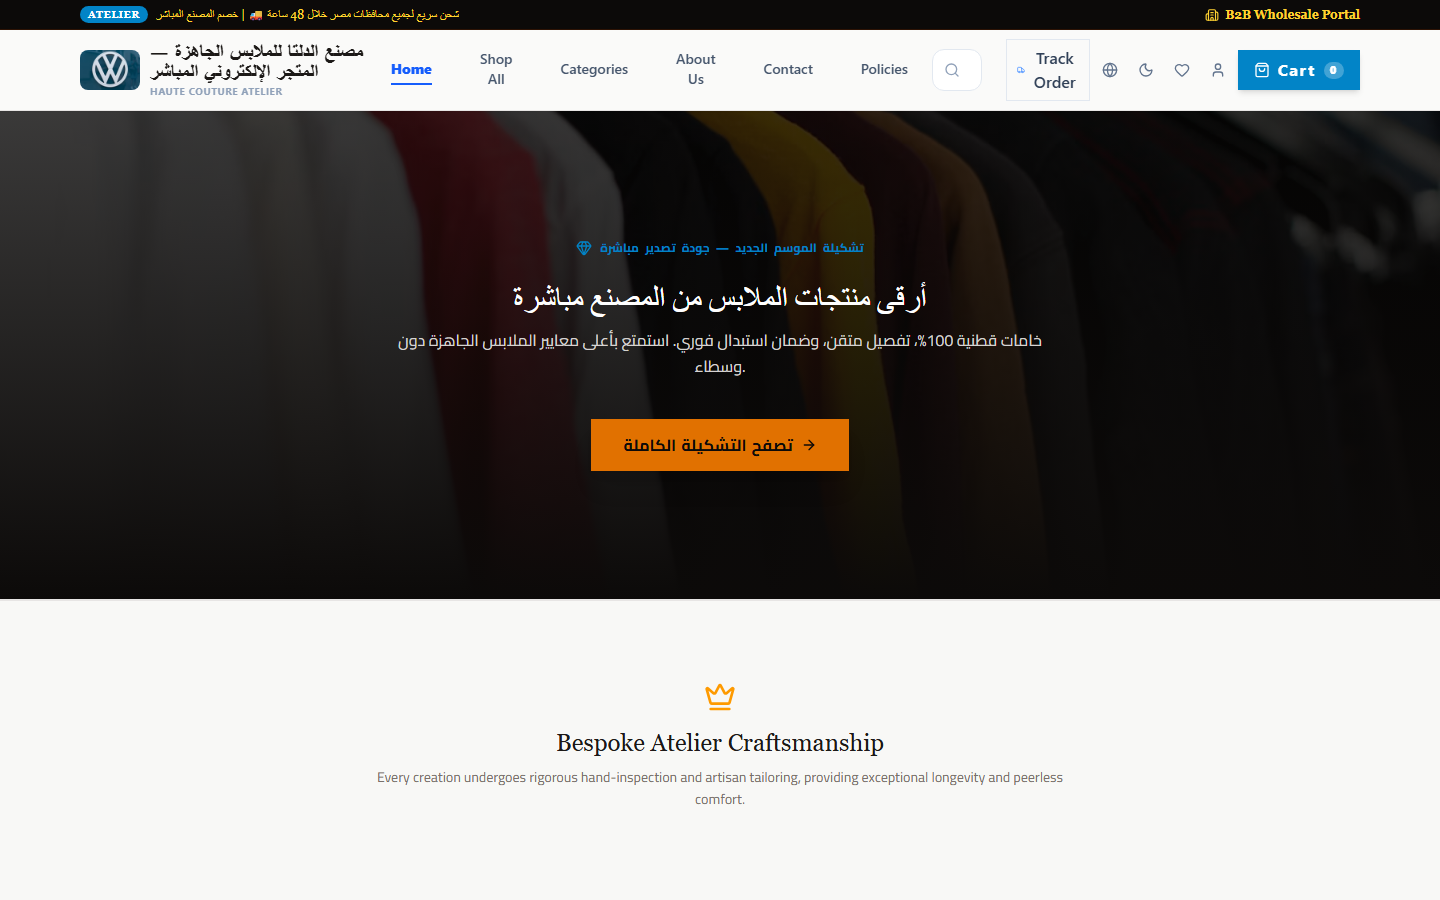 ATELIER شحن سريع لجميع محافظات مصر خلال 48 ساعة 🚚 | خصم المصنع المباشر
B2B Wholesale Portal
مصنع الدلتا للملابس الجاهزة —
المتجر الإلكتروني المباشر
HAUTE COUTURE ATELIER
Home
Shop
All
Categories
About
Us
Contact
Policies
Track
Order
Cart 0
تشكيلة الموسم الجديد — جودة تصدير مباشرة
أرقى منتجات الملابس من المصنع مباشرة
خامات قطنية 100%، تفصيل متقن، وضمان استبدال فوري. استمتع بأعلى معايير الملابس الجاهزة دون
وسطاء.
تصفح التشكيلة الكاملة →
Bespoke Atelier Craftsmanship
Every creation undergoes rigorous hand-inspection and artisan tailoring, providing exceptional longevity and peerless
comfort.